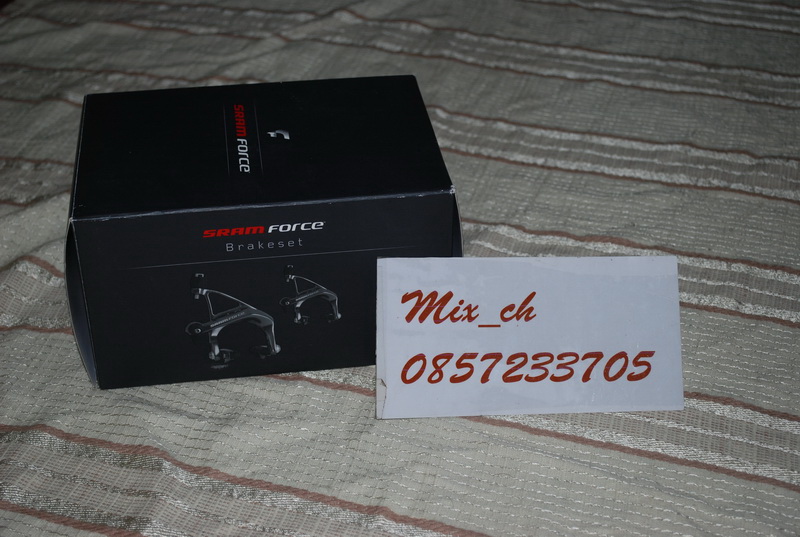 SRAM FORCE
SRAM FORCE
Brakeset
Mix_ch
0857233705